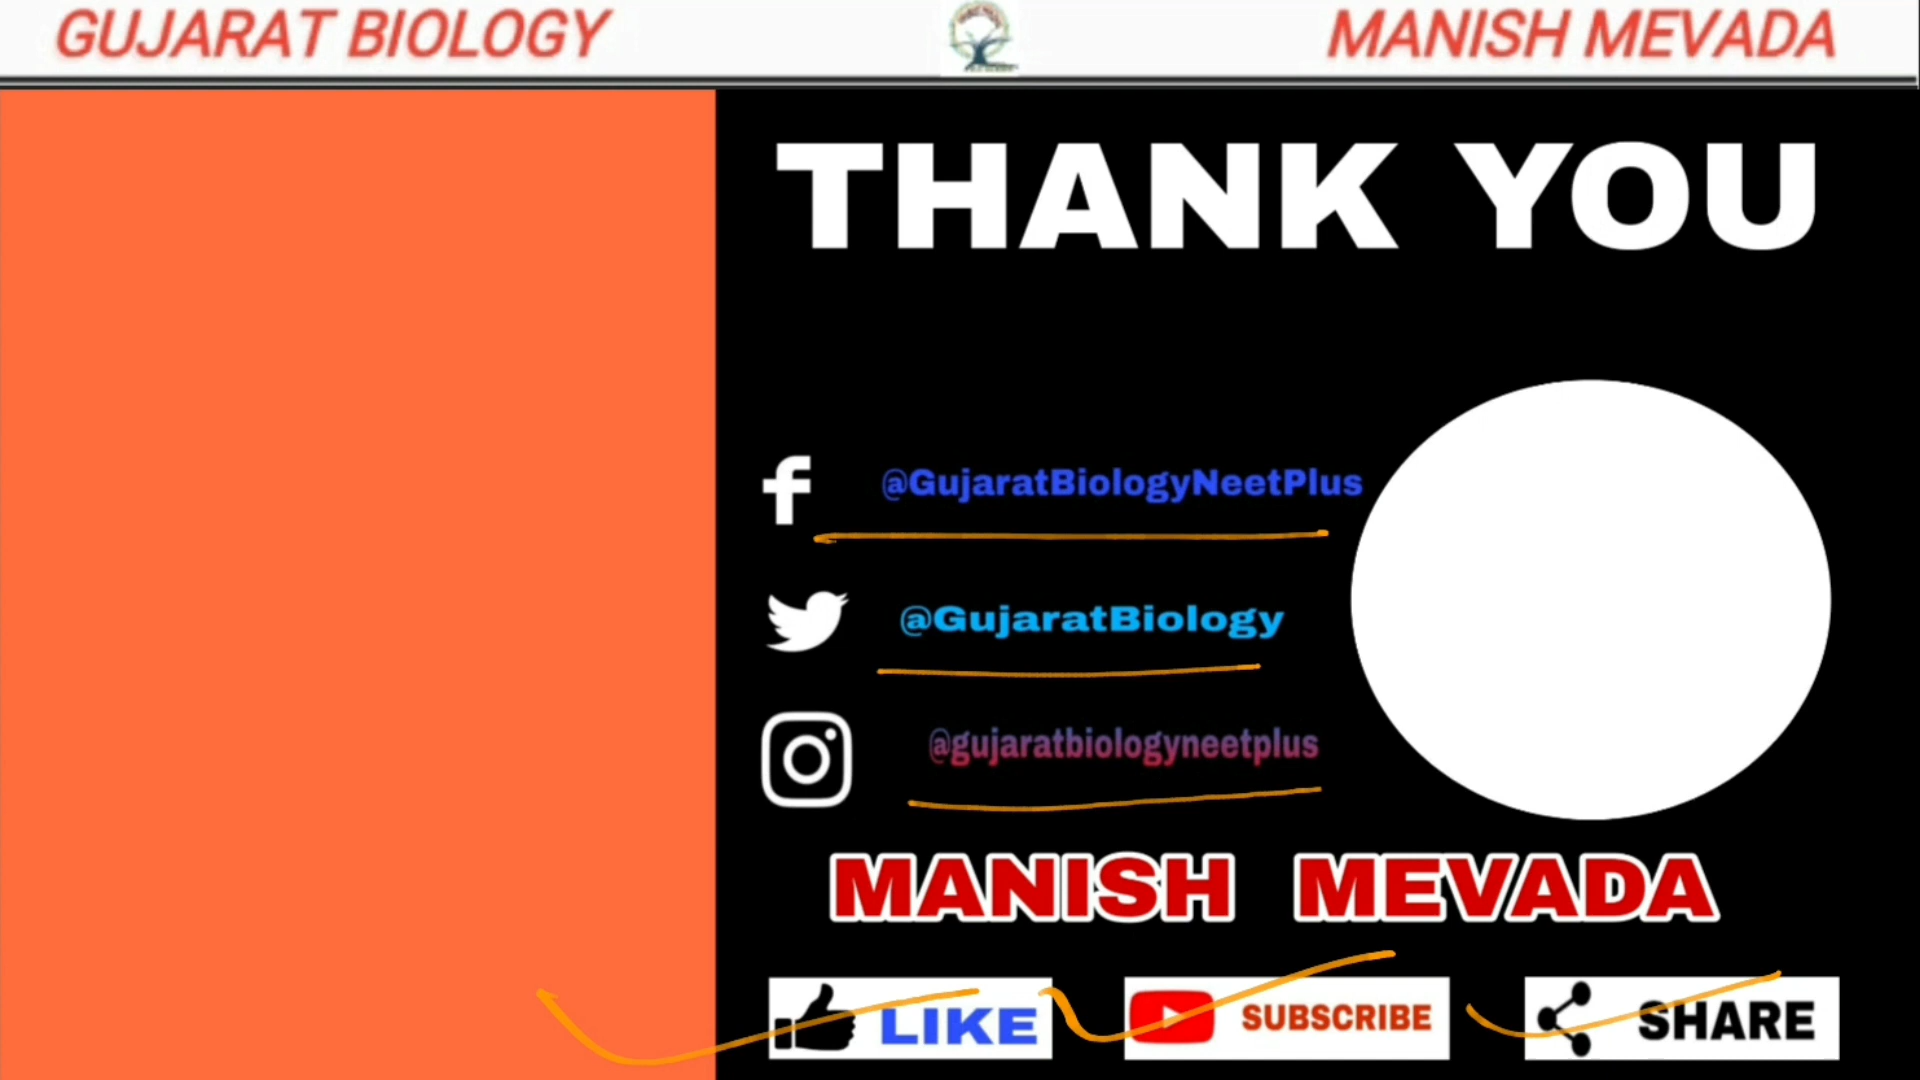 GUJARAT BIOLOGY
MANISH MEVADA
THANK YOU
@GujaratBiologyNeetPlus
@GujaratBiology
@gujaratbiologyneetplus
MANISH MEVADA
LIKE
SUBSCRIBE
SHARE